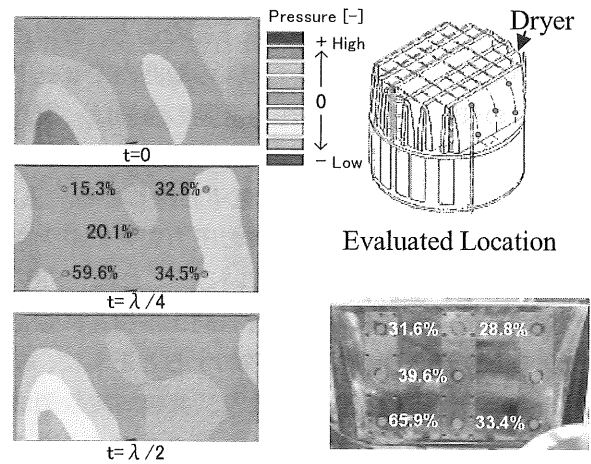 Pressure [-]
+ High
0
- Low
Dryer
t=0
15.3% 32.6%
20.1%
59.6% 34.5%
t= λ/4
t= λ/2
Evaluated Location
31.6% 28.8%
39.6%
65.9% 33.4%